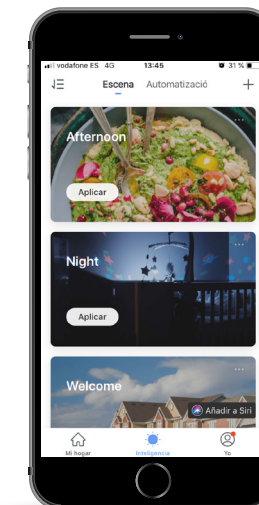 vodafone ES 4G 13:45 31 %
Escena Automatizació
Afternoon
Aplicar
Night
Aplicar
Welcome
Añadir a Siri
Mi hogar Inteligencia Yo